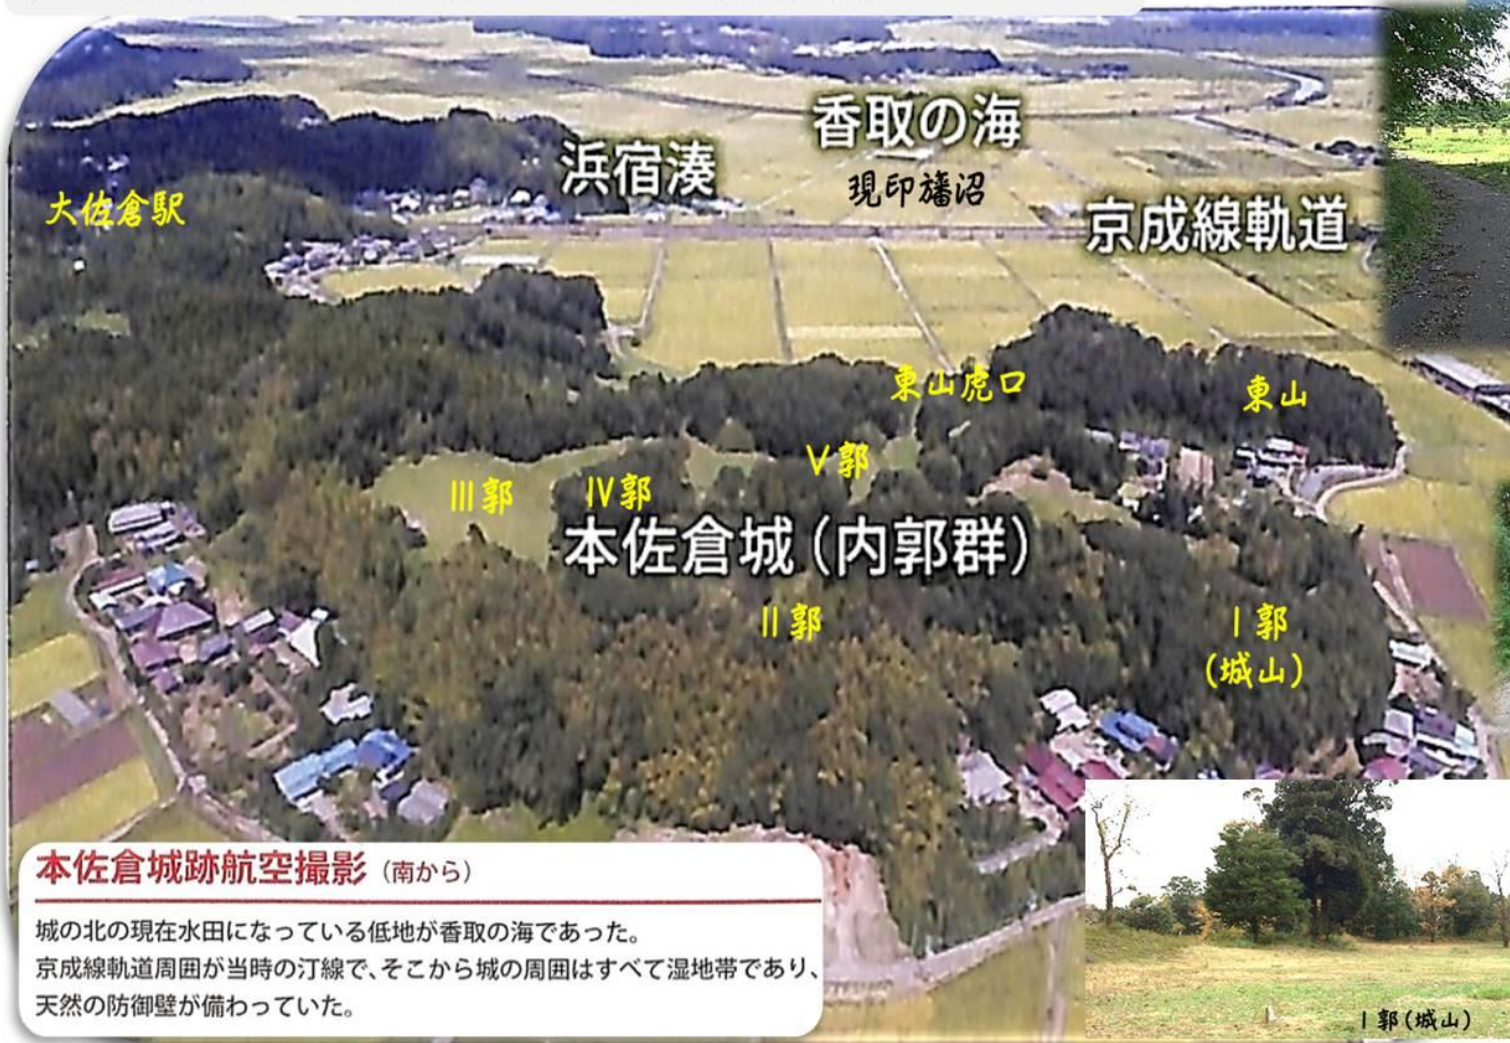 香取の海
現印旛沼
浜宿湊
大佐倉駅
京成線軌道
東山虎口
東山
Ⅴ郭
Ⅲ郭
Ⅳ郭
本佐倉城(内郭群)
Ⅱ郭
Ⅰ郭
(城山)
本佐倉城跡航空撮影(南から)
城の北の現在水田になっている低地が香取の海であった。
京成線軌道周囲が当時の汀線で、そこから城の周囲はすべて湿地帯であり、
天然の防御壁が備わっていた。
Ⅰ郭(城山)